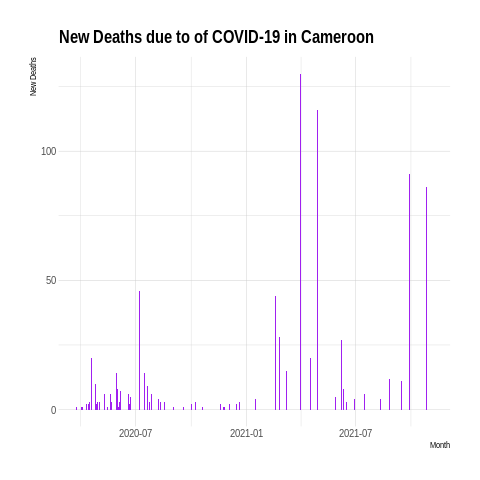 New Deaths due to of COVID-19 in Cameroon
New Deaths
100
50
0
2020-07
2021-01
2021-07
Month